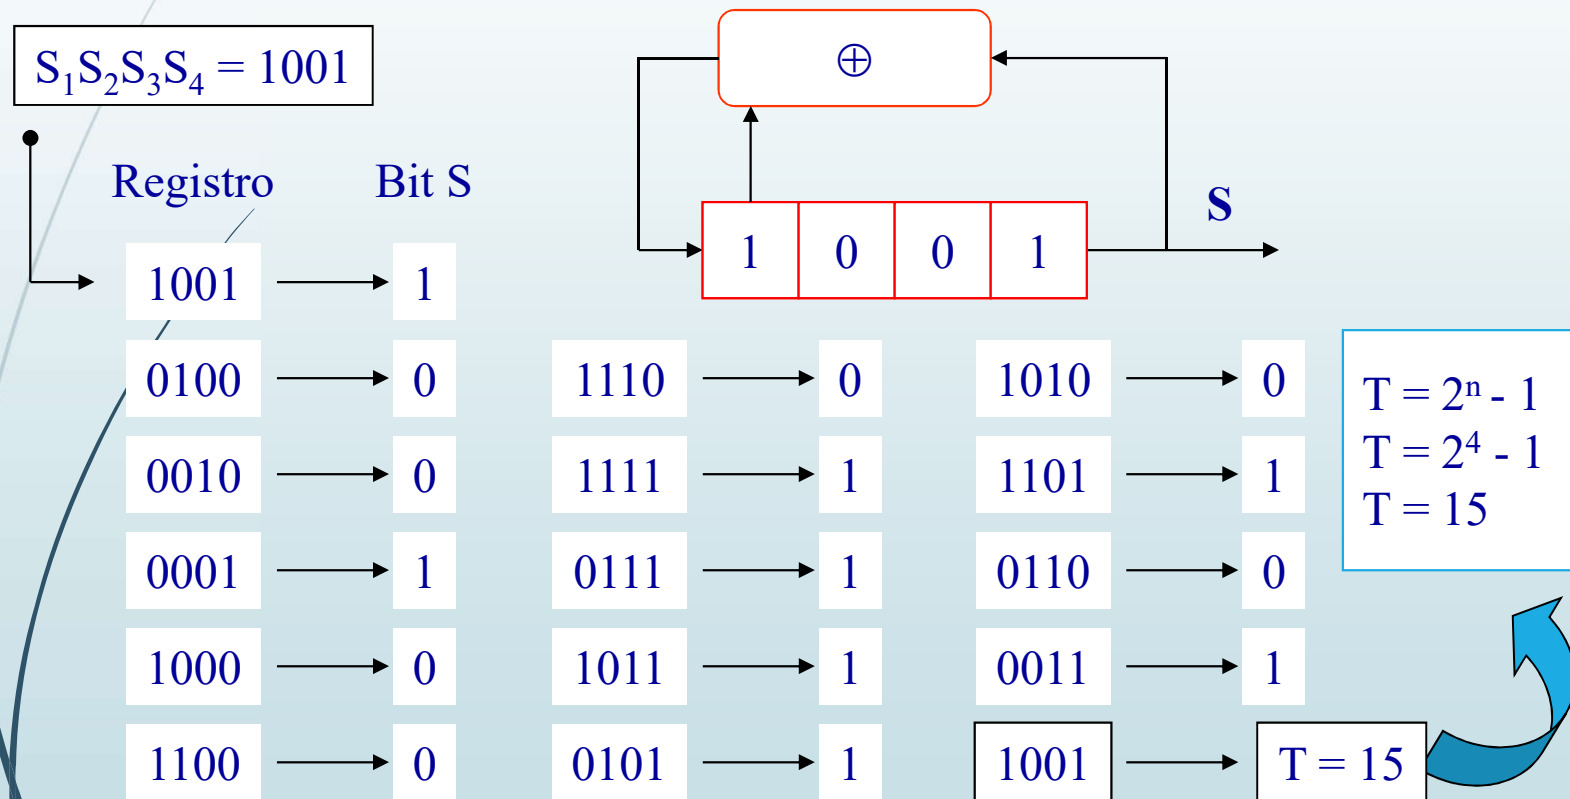 S₁S₂S₃S₄ = 1001
⊕
Registro Bit S
S
1 0 0 1
1001 1
0100 0
0010 0
0001 1
1000 0
1100 0
1110 0
1111 1
0111 1
1011 1
0101 1
1010 0
1101 1
0110 0
0011 1
1001 T = 15
T = 2ⁿ - 1
T = 2⁴ - 1
T = 15